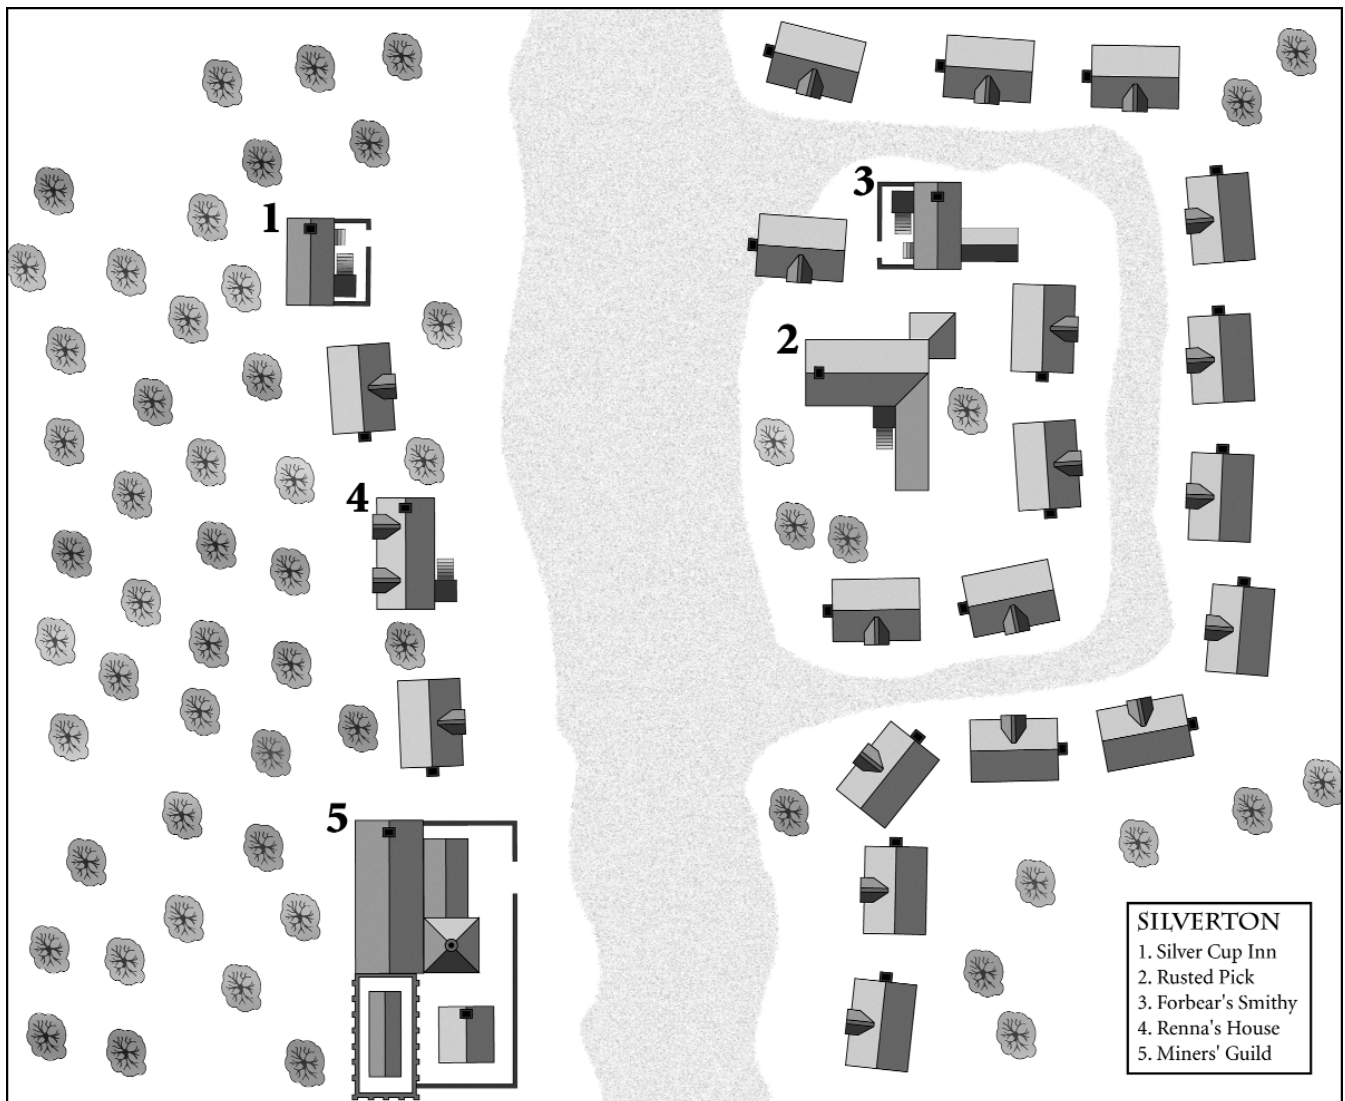 1
3
2
4
5
SILVERTON
1. Silver Cup Inn
2. Rusted Pick
3. Forbear's Smithy
4. Renna's House
5. Miners' Guild